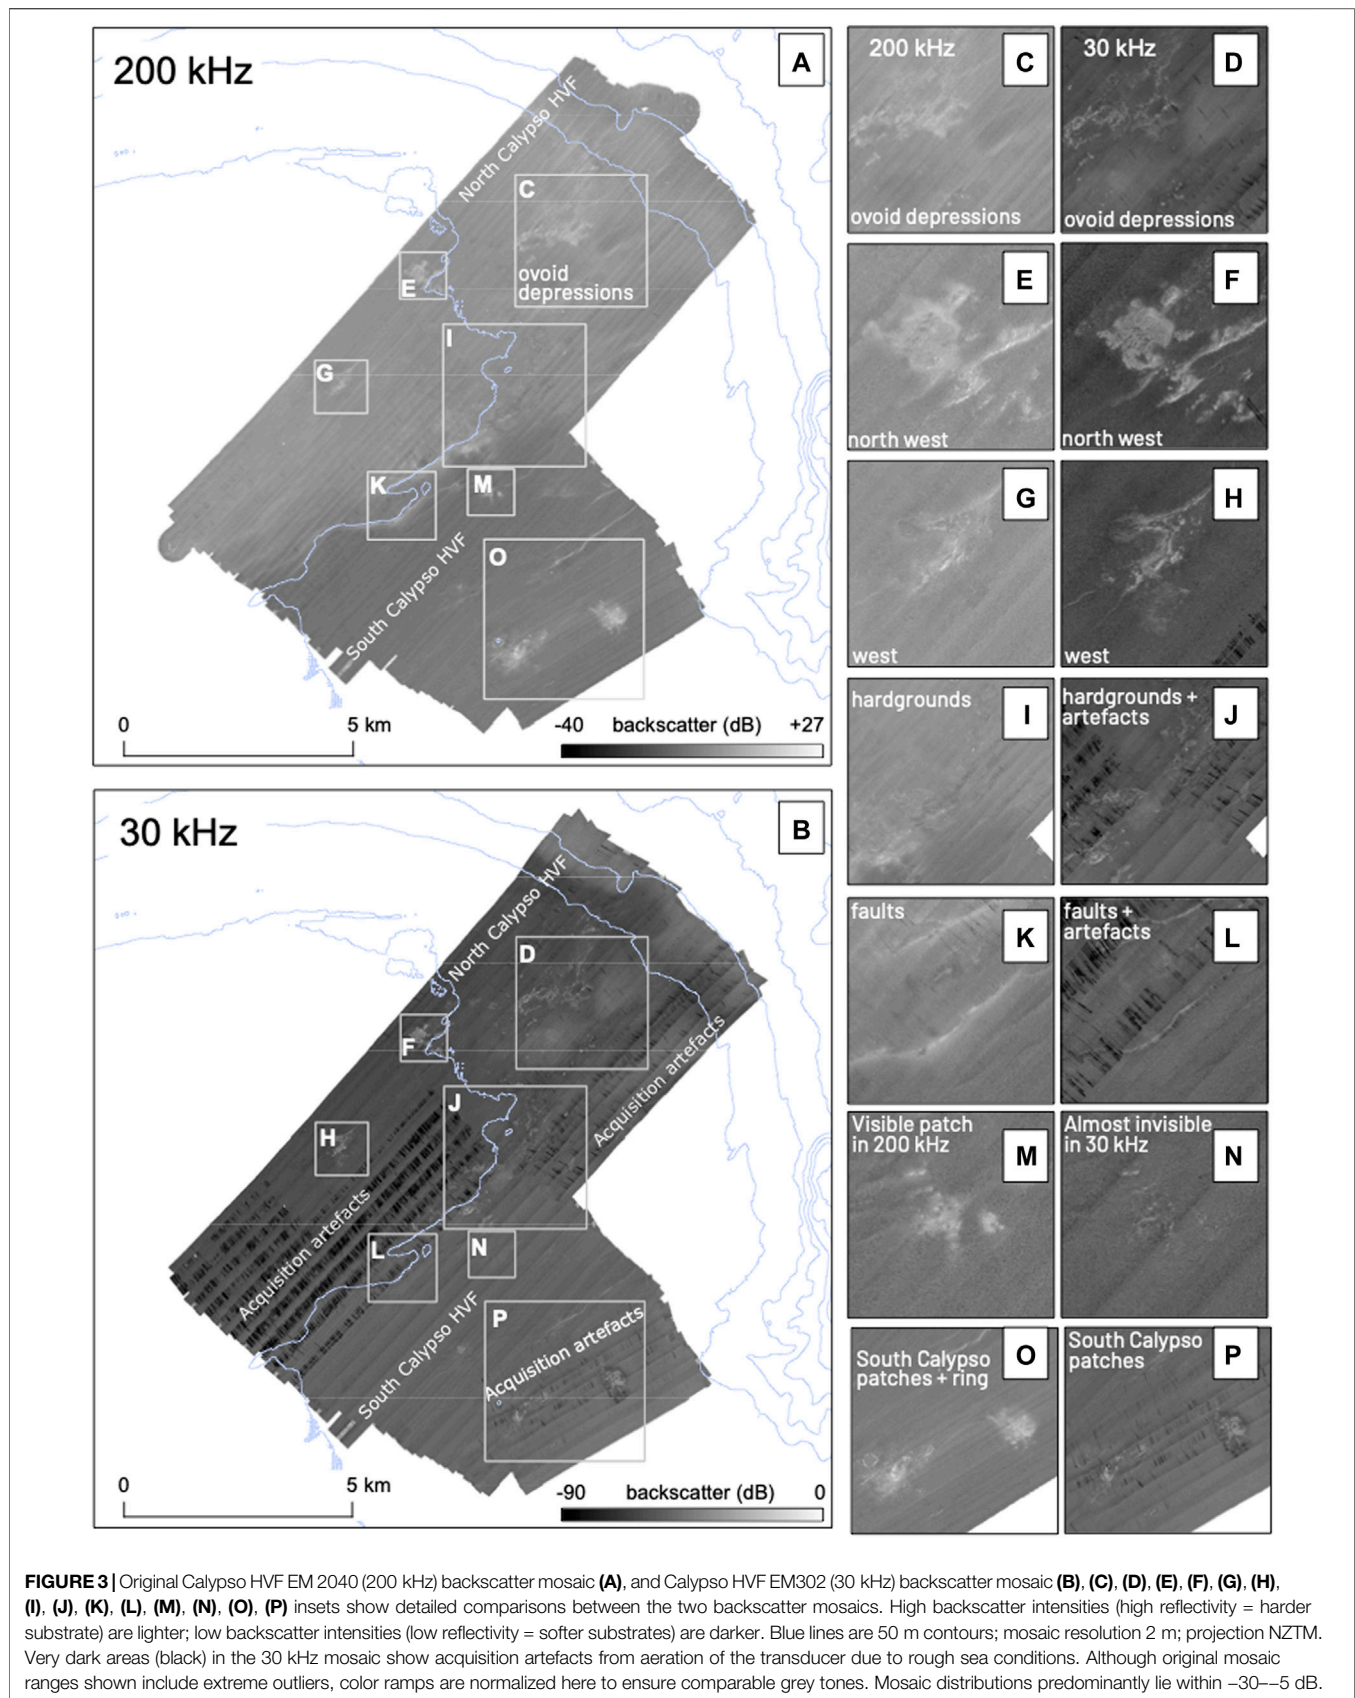 200 kHz
A
North Calypso HVF
C
ovoid
depressions
E
I
G
K
M
O
South Calypso HVF
0
5 km
-40
backscatter (dB)
+27
30 kHz
B
North Calypso HVF
D
F
J
H
Acquisition artefacts
Acquisition artefacts
L
N
P
Acquisition artefacts
South Calypso HVF
0
5 km
-90
backscatter (dB)
0
200 kHz
C
ovoid depressions
30 kHz
D
ovoid depressions
E
north west
F
north west
G
west
H
west
hardgrounds
I
hardgrounds +
artefacts
J
faults
K
faults +
artefacts
L
Visible patch
in 200 kHz
M
Almost invisible
in 30 kHz
N
South Calypso
patches + ring
O
South Calypso
patches
P
FIGURE 3 | Original Calypso HVF EM 2040 (200 kHz) backscatter mosaic (A), and Calypso HVF EM302 (30 kHz) backscatter mosaic (B), (C), (D), (E), (F), (G), (H),
(I), (J), (K), (L), (M), (N), (O), (P) insets show detailed comparisons between the two backscatter mosaics. High backscatter intensities (high reflectivity = harder
substrate) are lighter; low backscatter intensities (low reflectivity = softer substrates) are darker. Blue lines are 50 m contours; mosaic resolution 2 m; projection NZTM.
Very dark areas (black) in the 30 kHz mosaic show acquisition artefacts from aeration of the transducer due to rough sea conditions. Although original mosaic
ranges shown include extreme outliers, color ramps are normalized here to ensure comparable grey tones. Mosaic distributions predominantly lie within −30–−5 dB.